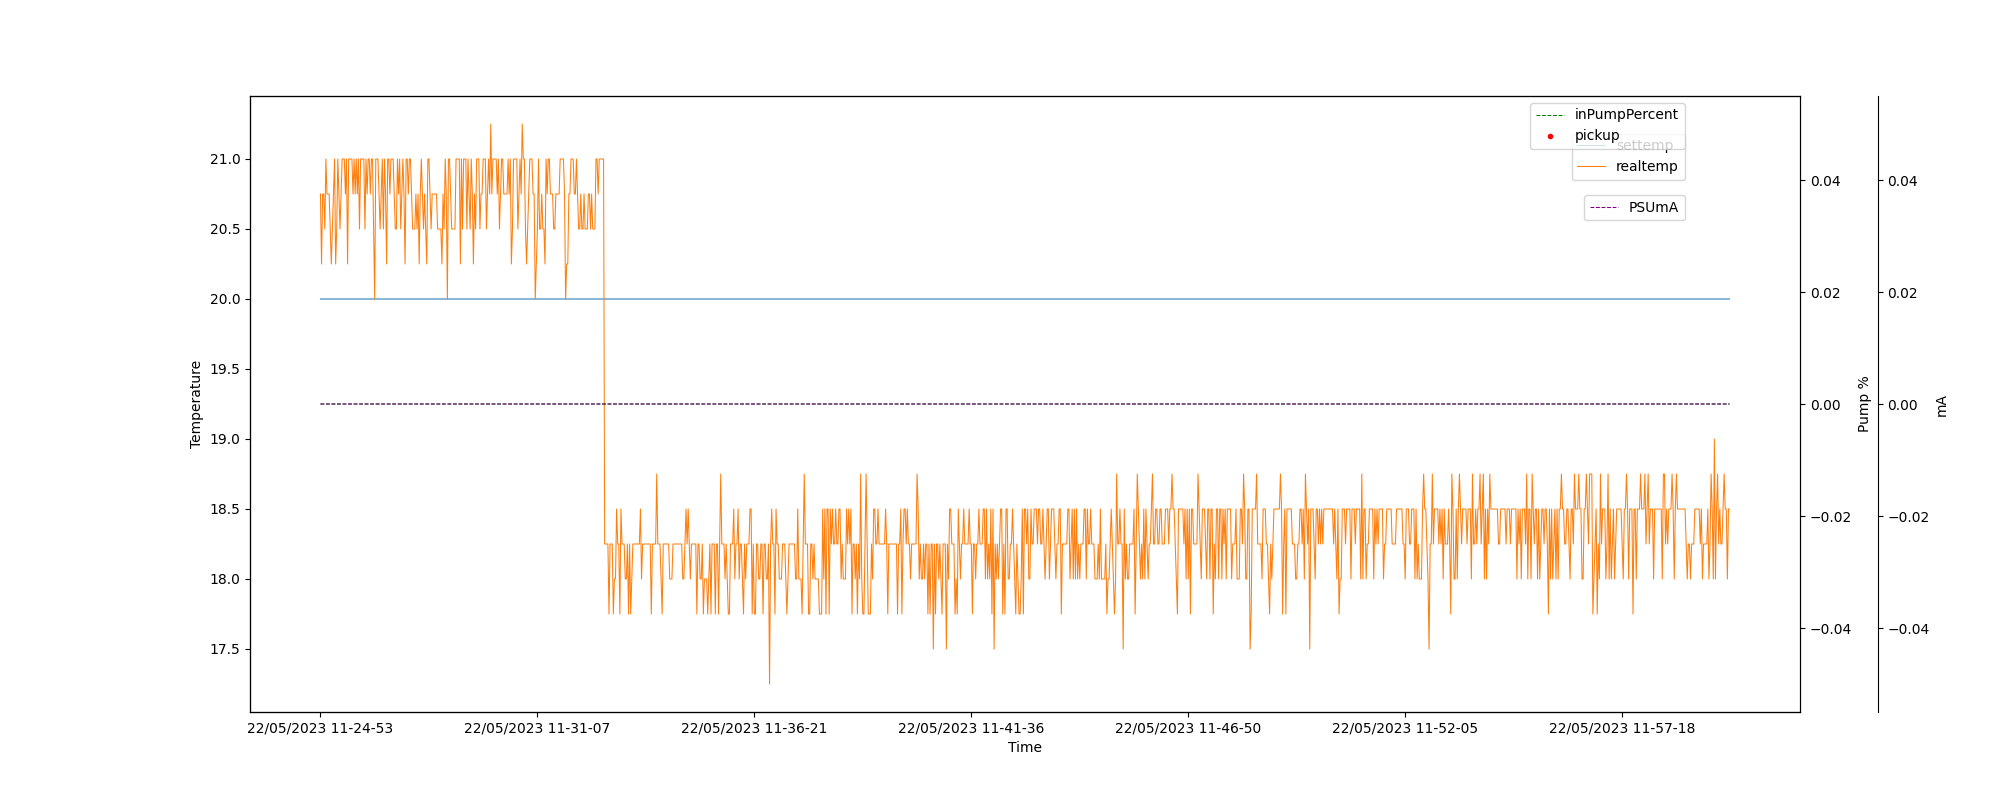 inPumpPercent
pickup
settemp
realtemp
PSUmA
21.0
20.5
20.0
19.5
19.0
18.5
18.0
17.5
Temperature
0.04
0.02
0.00
−0.02
−0.04
Pump %
0.04
0.02
0.00
−0.02
−0.04
mA
22/05/2023 11-24-53
22/05/2023 11-31-07
22/05/2023 11-36-21
22/05/2023 11-41-36
22/05/2023 11-46-50
22/05/2023 11-52-05
22/05/2023 11-57-18
Time